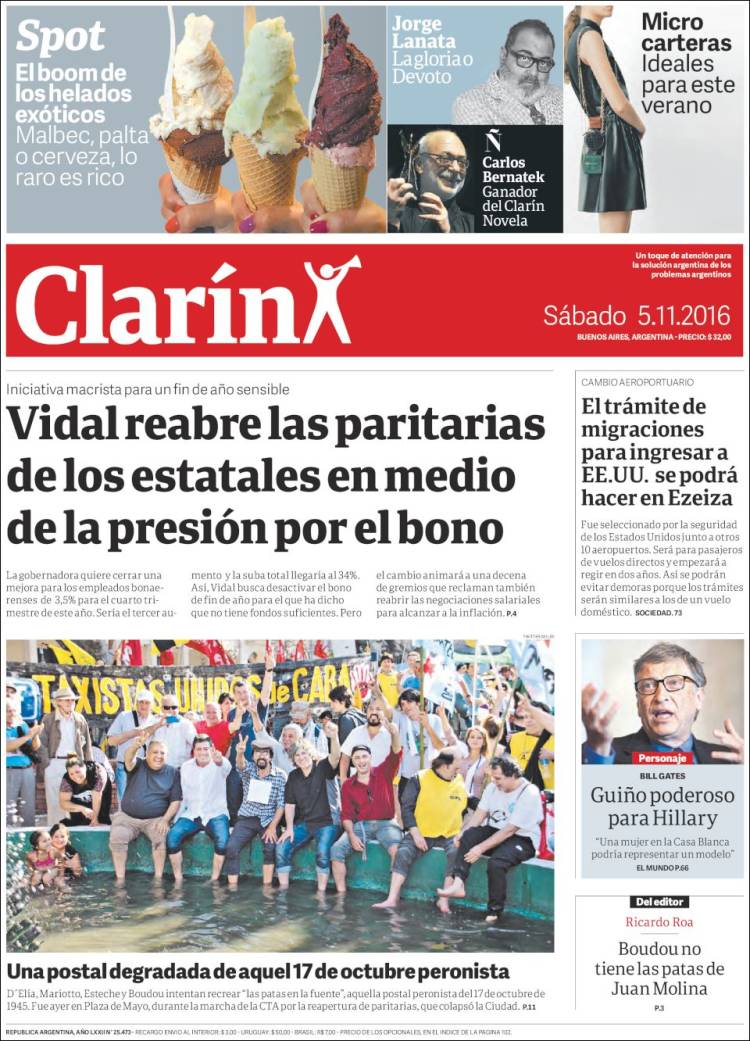 Spot
El boom de
los helados
exóticos
Malbec, palta
o cerveza, lo
raro es rico
Jorge
Lanata
La gloria o
Devoto
Ñ
Carlos
Bernatek
Ganador
del Clarín
Novela
Micro
carteras
Ideales
para este
verano
Clarín
Un toque de atención para
la solución argentina de los
problemas argentinos
Sábado 5.11.2016
BUENOS AIRES, ARGENTINA - PRECIO: $ 32,00
Iniciativa macrista para un fin de año sensible
Vidal reabre las paritarias
de los estatales en medio
de la presión por el bono
La gobernadora quiere cerrar una
mejora para los empleados bonae-
renses de 3,5% para el cuarto tri-
mestre de este año. Sería el tercer au-
mento y la suba total llegaría al 34%.
Así, Vidal busca desactivar el bono
de fin de año para el que ha dicho
que no tiene fondos suficientes. Pero
el cambio animará a una decena
de gremios que reclaman también
reabrir las negociaciones salariales
para alcanzar a la inflación. P.4
CAMBIO AEROPORTUARIO
El trámite de
migraciones
para ingresar a
EE.UU. se podrá
hacer en Ezeiza
Fue seleccionado por la seguridad
de los Estados Unidos junto a otros
10 aeropuertos. Será para pasajeros
de vuelos directos y empezará a
regir en dos años. Así se podrán
evitar demoras porque los trámites
serán similares a los de un vuelo
doméstico. SOCIEDAD. 73
TAXISTAS UNIDOS de CABA
Una postal degradada de aquel 17 de octubre peronista
D´Elía, Mariotto, Esteche y Boudou intentan recrear “las patas en la fuente”, aquella postal peronista del 17 de octubre de
1945. Fue ayer en Plaza de Mayo, durante la marcha de la CTA por la reapertura de paritarias, que colapsó la Ciudad. P.11
Personaje
BILL GATES
Guiño poderoso
para Hillary
“Una mujer en la Casa Blanca
podría representar un modelo”
EL MUNDO P.66
Del editor
Ricardo Roa
Boudou no
tiene las patas de
Juan Molina
P.3
REPUBLICA ARGENTINA, AÑO LXXII Nº 25.473 - RECARGO ENVIO AL INTERIOR: $ 3,00 - URUGUAY: $ 50,00 - BRASIL: R$ 7,00 - PRECIO DE LOS OPCIONALES, EN EL INDICE DE LA PAGINA 102.